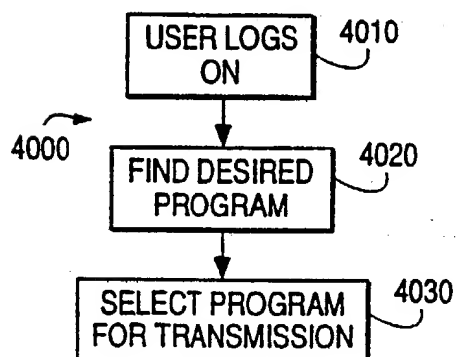 USER LOGS
ON
4010
4000
FIND DESIRED
PROGRAM
4020
SELECT PROGRAM
FOR TRANSMISSION
4030